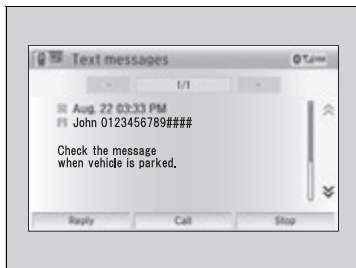 Text messages
1/1
Aug. 22 03:33 PM
John 0123456789####
Check the message
when vehicle is parked.
Reply Call Stop